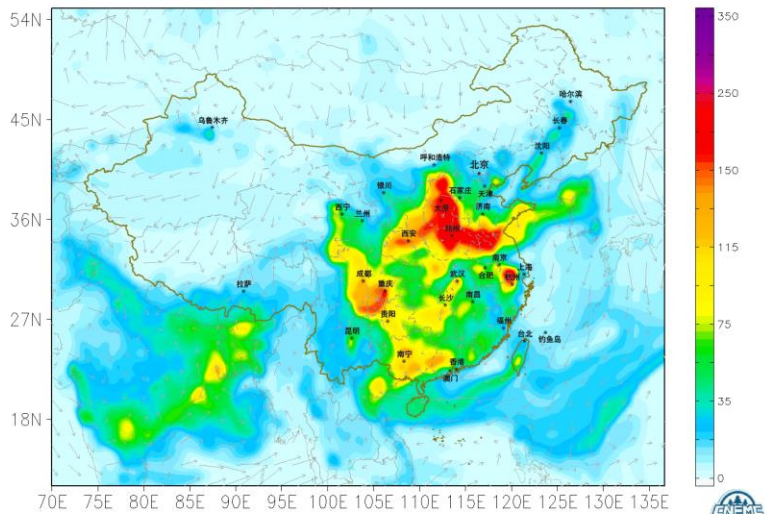 54N
350
250
哈尔滨
45N
乌鲁木齐
长春
沈阳
呼和浩特
北京
150
银川
石家庄
天津
西宁
太原
济南
36N
兰州
西安
郑州
115
南京
成都
武汉
合肥
上海
拉萨
重庆
杭州
长沙
南昌
27N
贵阳
福州
75
昆明
台北
钓鱼岛
南宁
香港
澳门
35
18N
0
70E 75E 80E 85E 90E 95E 100E 105E 110E 115E 120E 125E 130E 135E
CNEMC